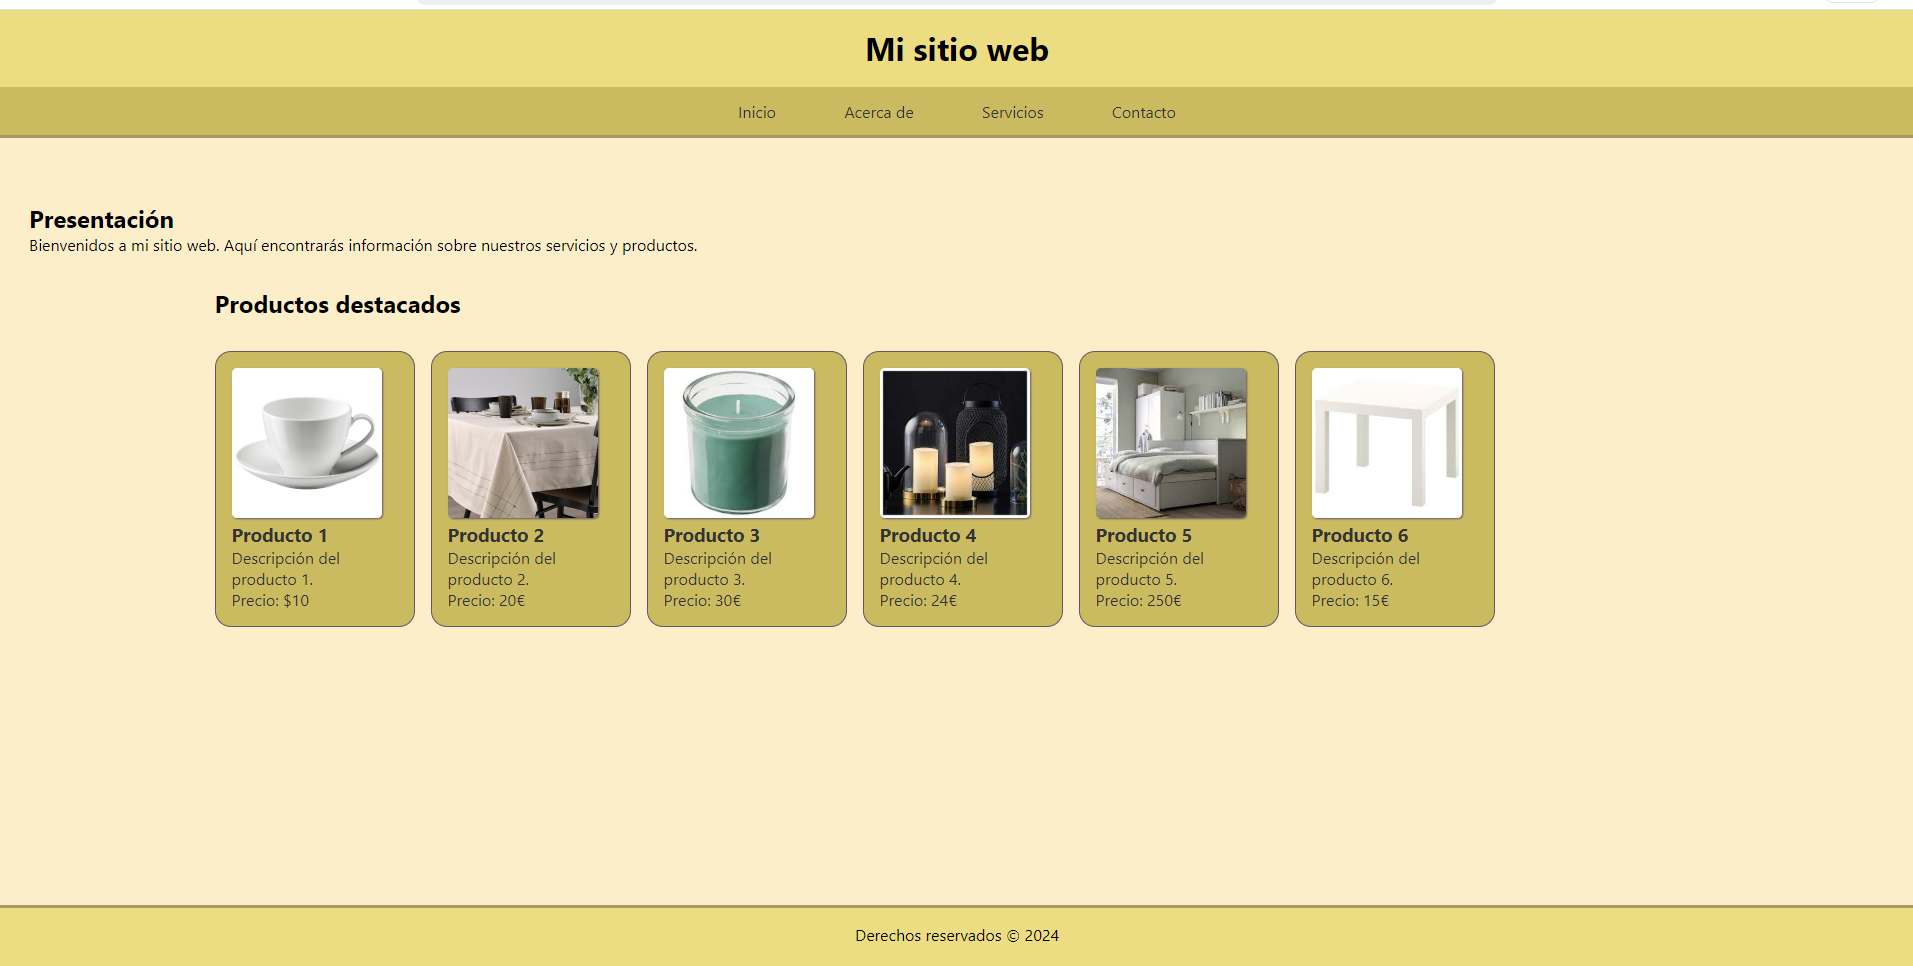 Mi sitio web
Inicio Acerca de Servicios Contacto
Presentación
Bienvenidos a mi sitio web. Aquí encontrarás información sobre nuestros servicios y productos.
Productos destacados
Producto 1
Descripción del
producto 1.
Precio: $10
Producto 2
Descripción del
producto 2.
Precio: 20€
Producto 3
Descripción del
producto 3.
Precio: 30€
Producto 4
Descripción del
producto 4.
Precio: 24€
Producto 5
Descripción del
producto 5.
Precio: 250€
Producto 6
Descripción del
producto 6.
Precio: 15€
Derechos reservados © 2024